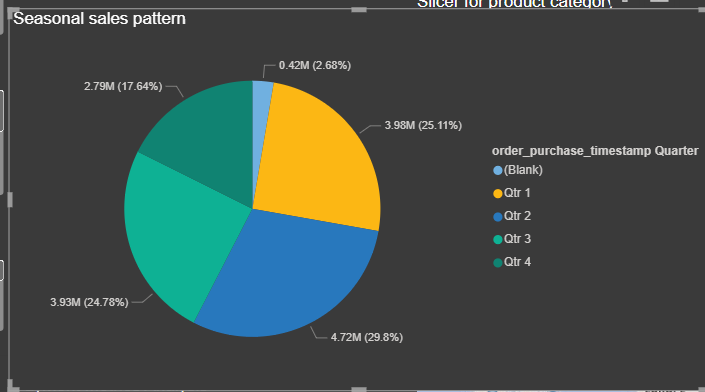 Slicer for product category
Seasonal sales pattern
0.42M (2.68%)
2.79M (17.64%)
3.98M (25.11%)
order_purchase_timestamp Quarter
(Blank)
Qtr 1
Qtr 2
Qtr 3
Qtr 4
3.93M (24.78%)
4.72M (29.8%)